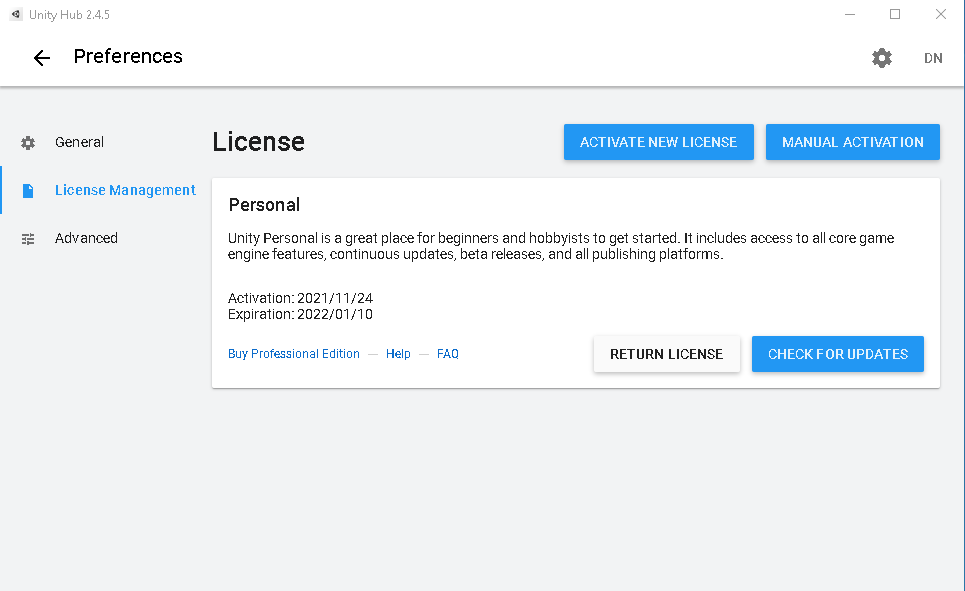 Unity Hub 2.4.5
Preferences
DN
General
License Management
Advanced
License
ACTIVATE NEW LICENSE
MANUAL ACTIVATION
Personal
Unity Personal is a great place for beginners and hobbyists to get started. It includes access to all core game
engine features, continuous updates, beta releases, and all publishing platforms.
Activation: 2021/11/24
Expiration: 2022/01/10
Buy Professional Edition — Help — FAQ
RETURN LICENSE
CHECK FOR UPDATES